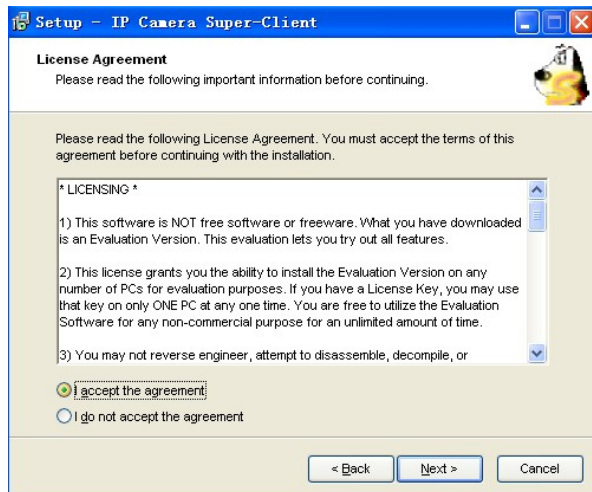 Setup - IP Camera Super-Client
License Agreement
Please read the following important information before continuing.
Please read the following License Agreement. You must accept the terms of this
agreement before continuing with the installation.
* LICENSING *
1) This software is NOT free software or freeware. What you have downloaded
is an Evaluation Version. This evaluation lets you try out all features.
2) This license grants you the ability to install the Evaluation Version on any
number of PCs for evaluation purposes. If you have a License Key, you may use
that key on only ONE PC at any one time. You are free to utilize the Evaluation
Software for any non-commercial purpose for an unlimited amount of time.
3) You may not reverse engineer, attempt to disassemble, decompile, or
I accept the agreement
I do not accept the agreement
< Back Next > Cancel